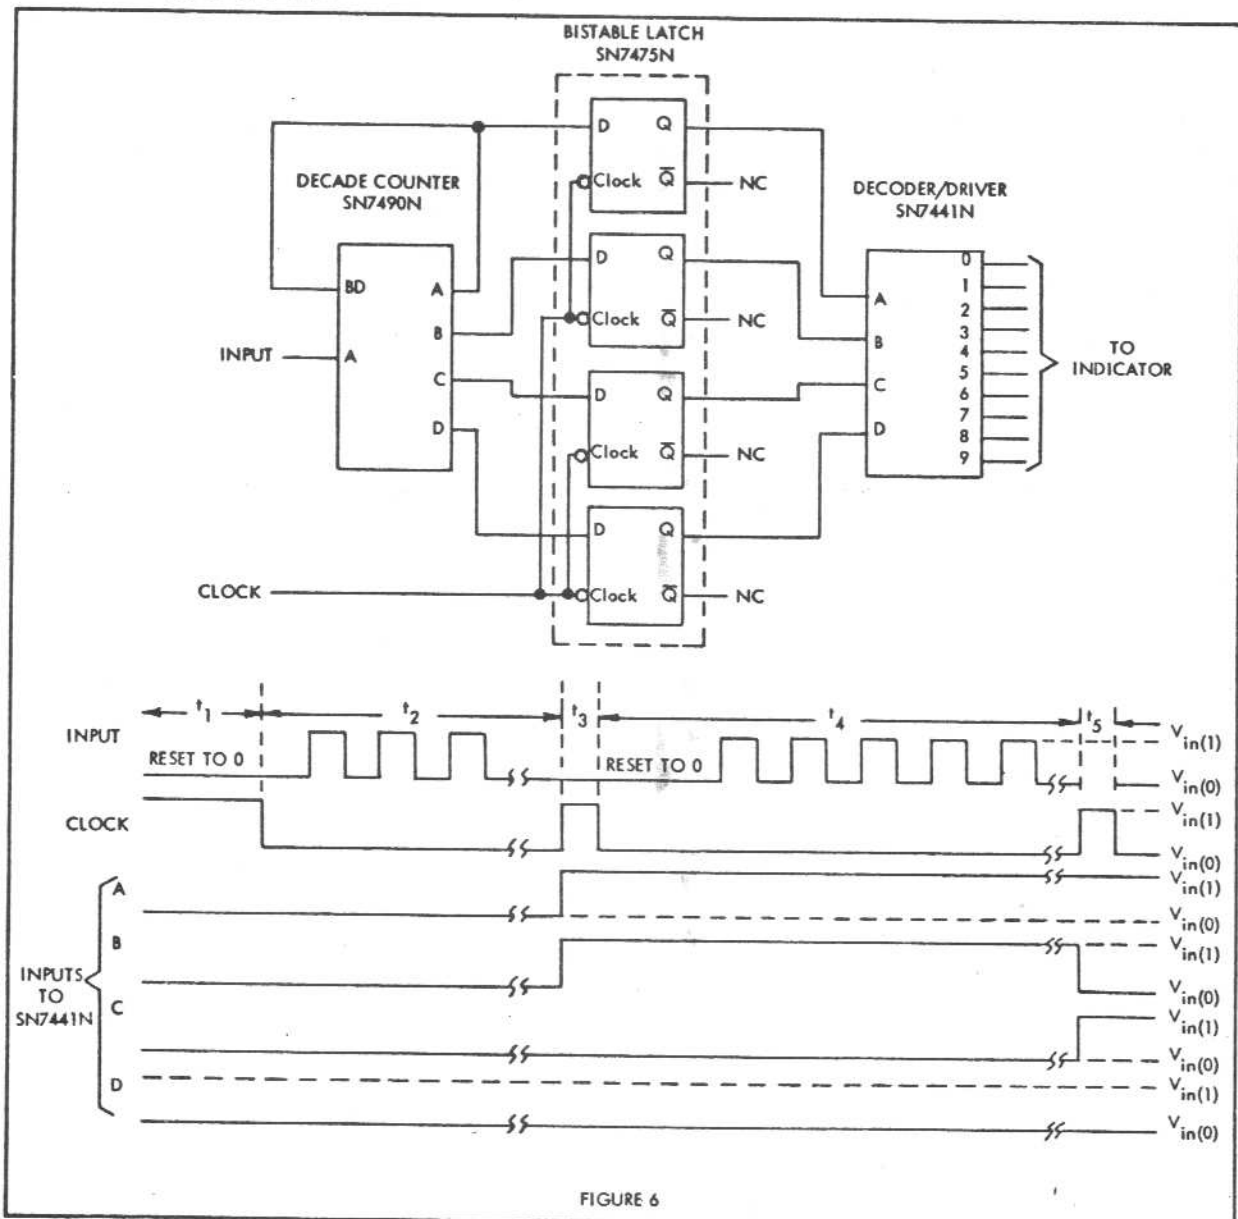 BISTABLE LATCH
SN7475N
DECADE COUNTER
SN7490N
BD
A
A
B
C
D
INPUT
D Q
Clock Q̅ NC
D Q
Clock Q̅ NC
D Q
Clock Q̅ NC
D Q
Clock Q̅ NC
CLOCK
DECODER/DRIVER
SN7441N
A
B
C
D
0
1
2
3
4
5
6
7
8
9
TO
INDICATOR
t1 t2 t3 t4 t5
INPUT
RESET TO 0 RESET TO 0
Vin(1)
Vin(0)
CLOCK
Vin(1)
Vin(0)
INPUTS
TO
SN7441N
A
Vin(1)
Vin(0)
B
Vin(1)
Vin(0)
C
Vin(1)
Vin(0)
D
Vin(1)
Vin(0)
FIGURE 6